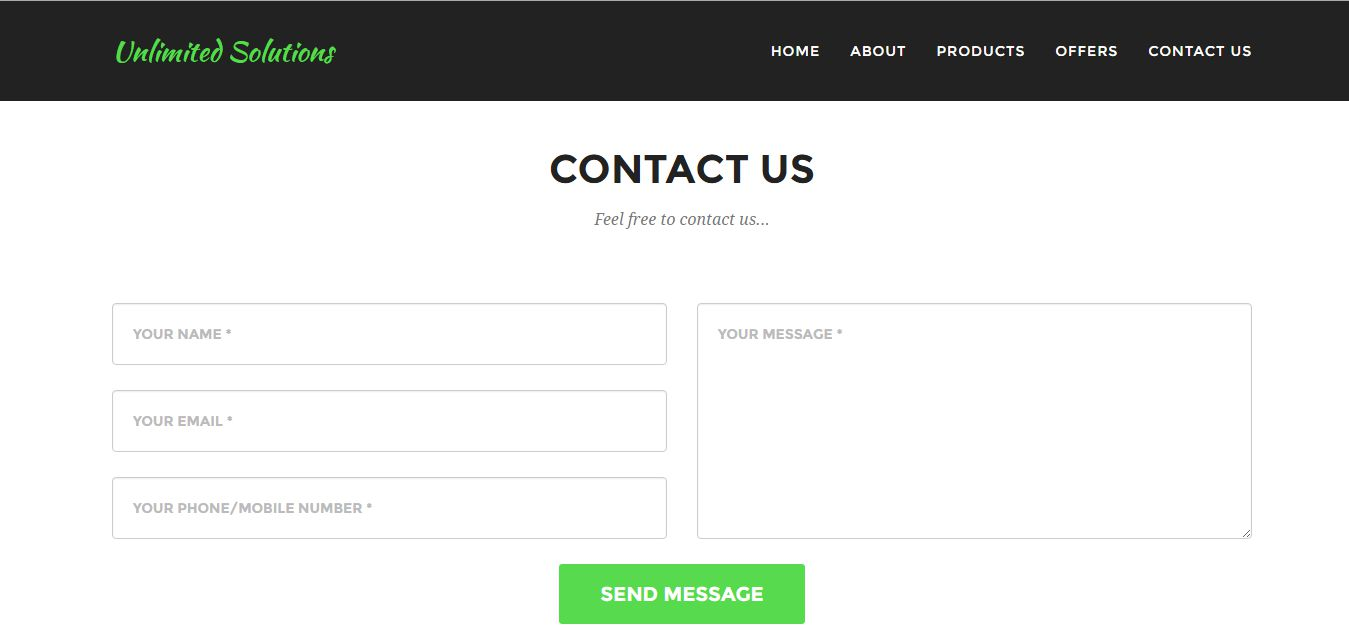 Unlimited Solutions
HOME ABOUT PRODUCTS OFFERS CONTACT US
CONTACT US
Feel free to contact us...
YOUR NAME *
YOUR EMAIL *
YOUR PHONE/MOBILE NUMBER *
YOUR MESSAGE *
SEND MESSAGE